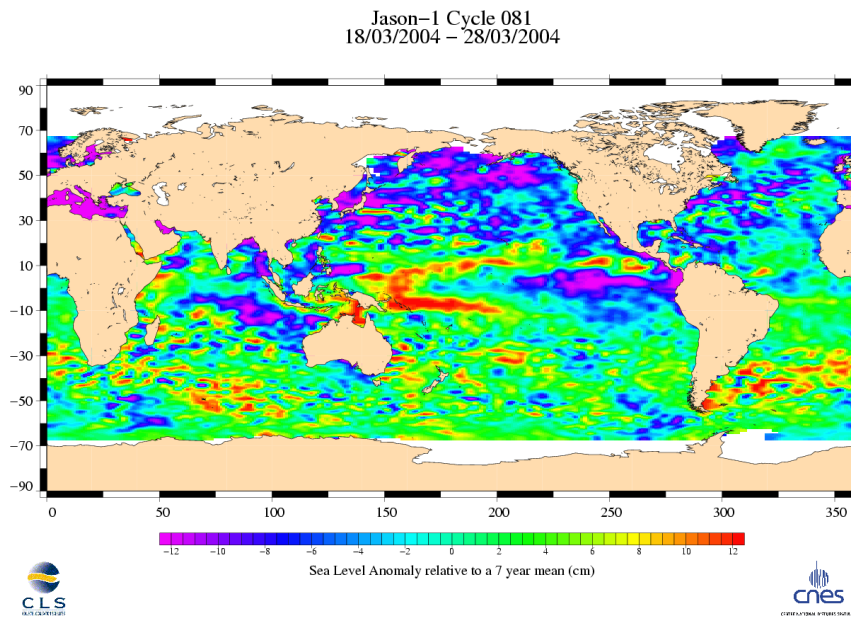 Jason-1 Cycle 081
18/03/2004 − 28/03/2004
90
70
50
30
10
−10
−30
−50
−70
−90
0 50 100 150 200 250 300 350
−12 −10 −8 −6 −4 −2 0 2 4 6 8 10 12
Sea Level Anomaly relative to a 7 year mean (cm)
CLS
cnes